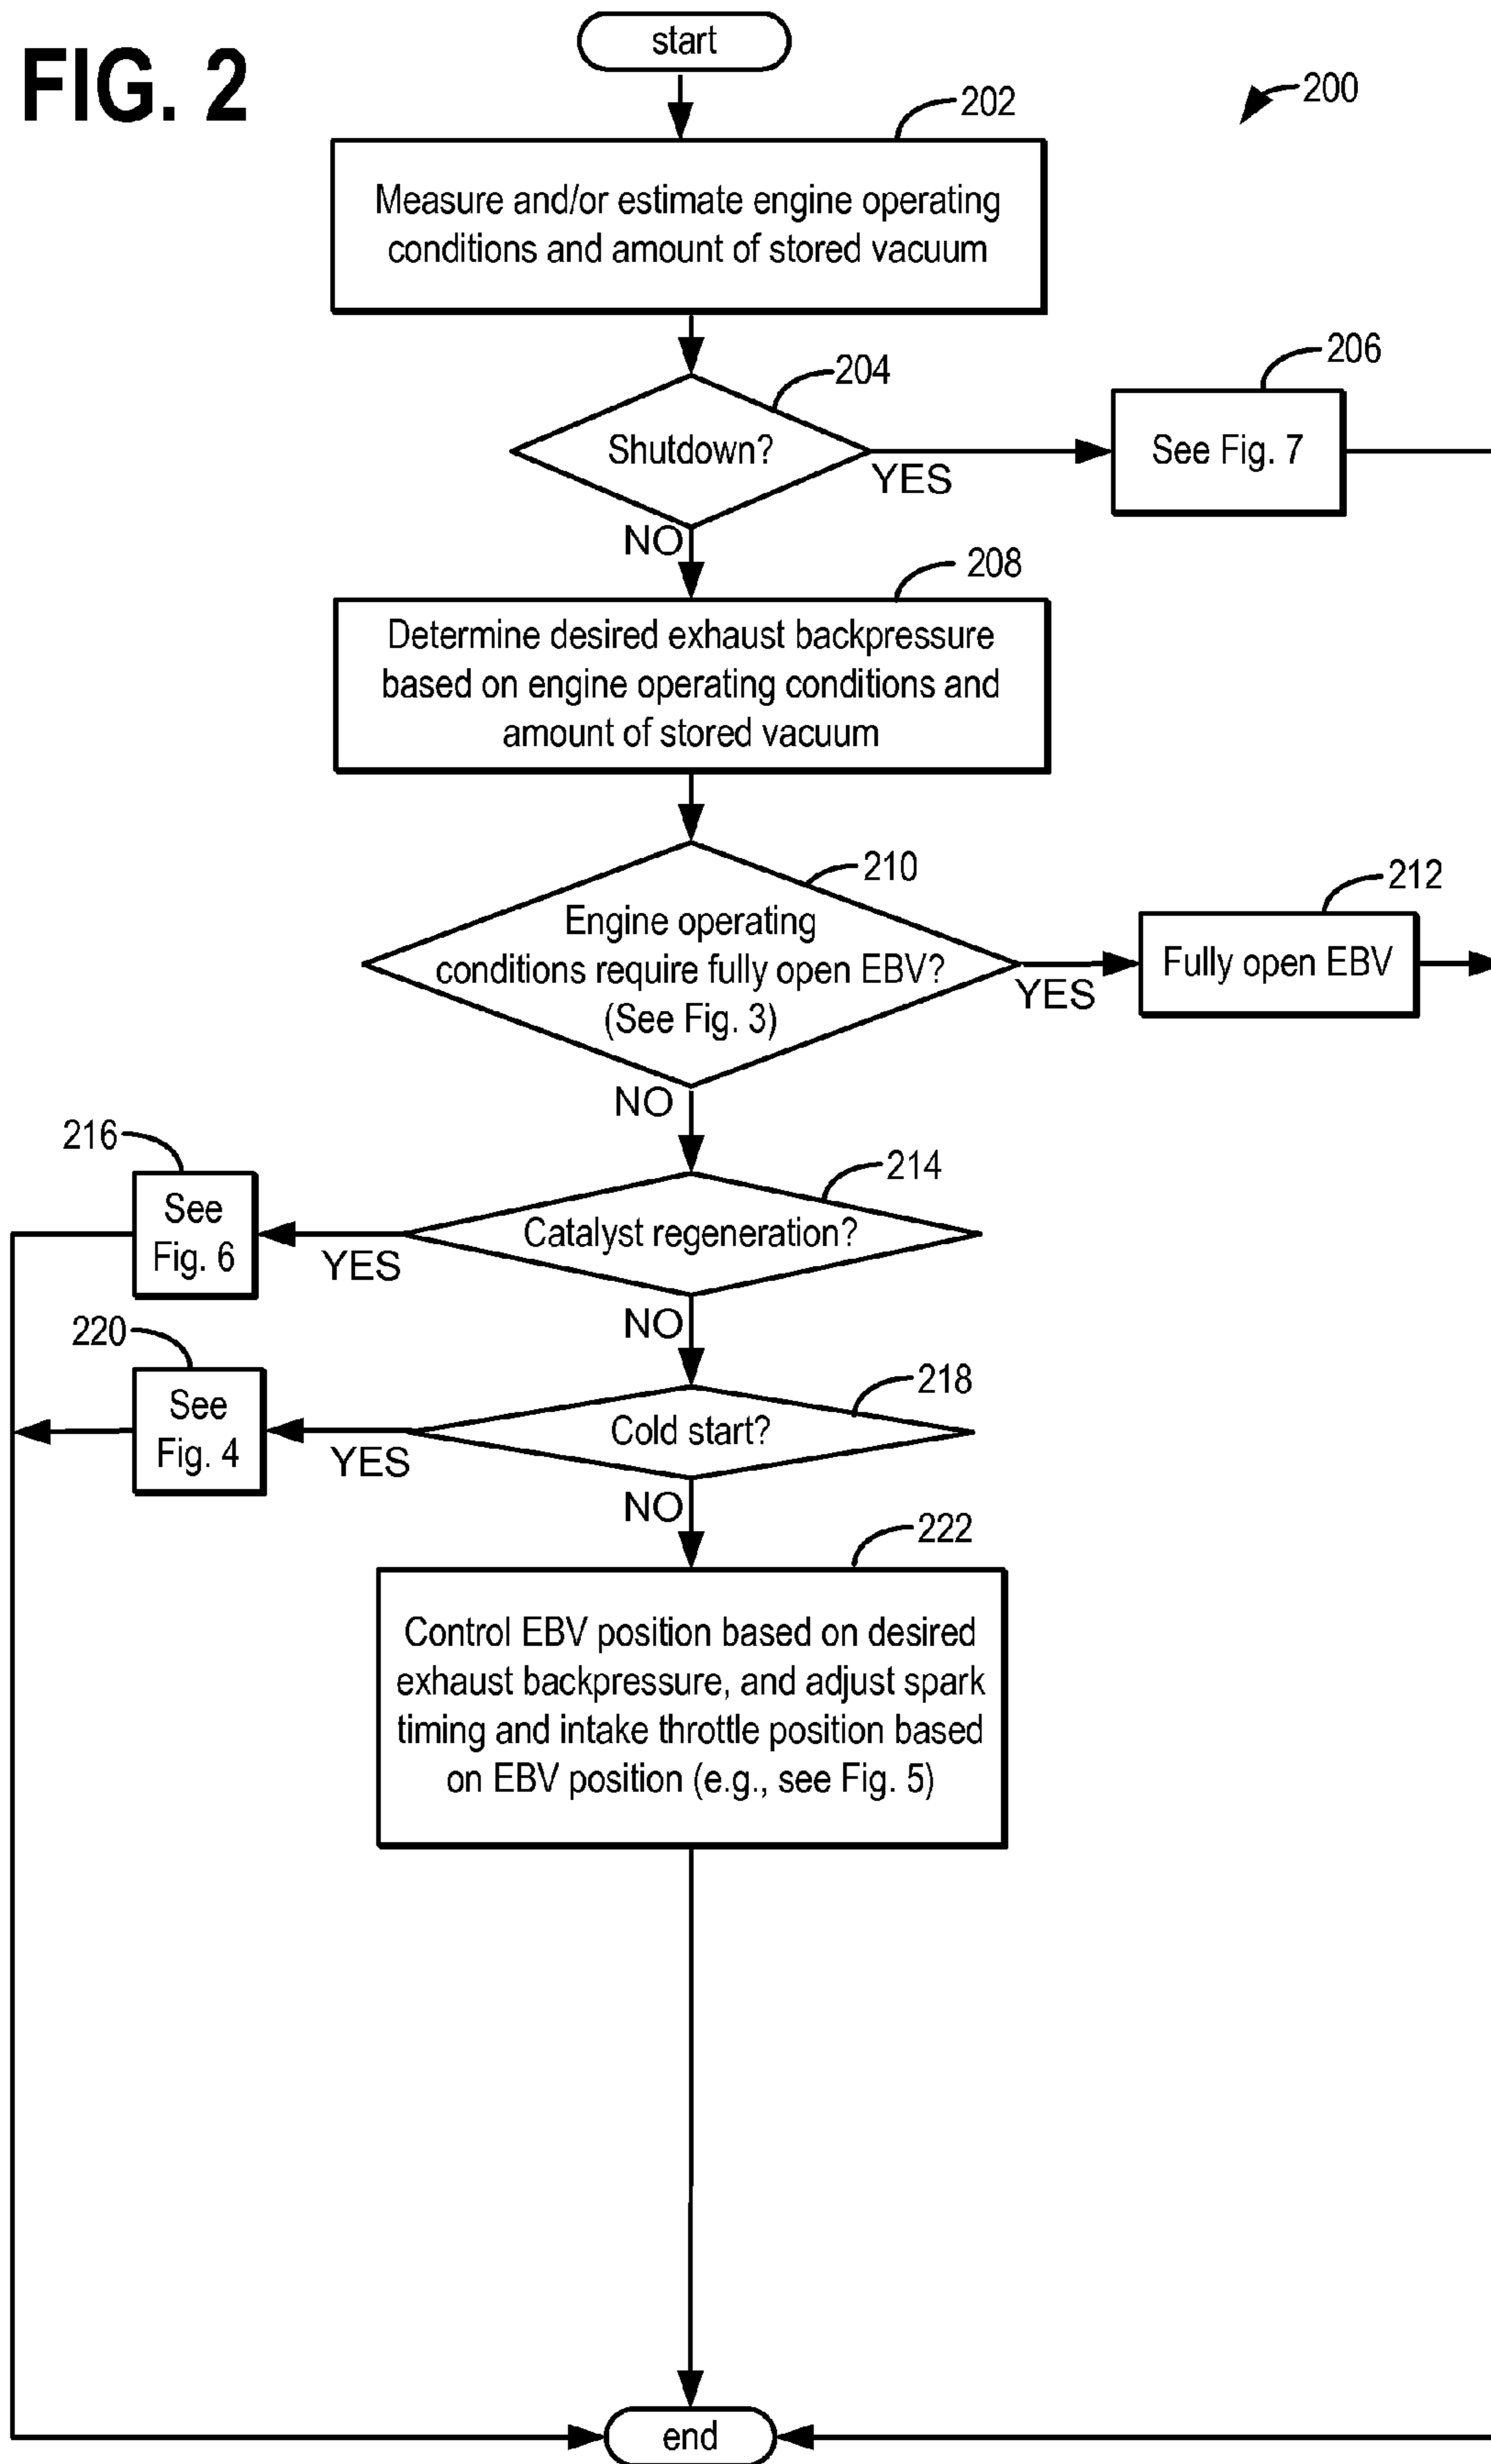 FIG. 2
start
200
202
Measure and/or estimate engine operating
conditions and amount of stored vacuum
204
Shutdown?
YES
206
See Fig. 7
NO
208
Determine desired exhaust backpressure
based on engine operating conditions and
amount of stored vacuum
210
Engine operating
conditions require fully open EBV?
(See Fig. 3)
YES
212
Fully open EBV
NO
214
Catalyst regeneration?
YES
216
See
Fig. 6
NO
218
Cold start?
YES
220
See
Fig. 4
NO
222
Control EBV position based on desired
exhaust backpressure, and adjust spark
timing and intake throttle position based
on EBV position (e.g., see Fig. 5)
end